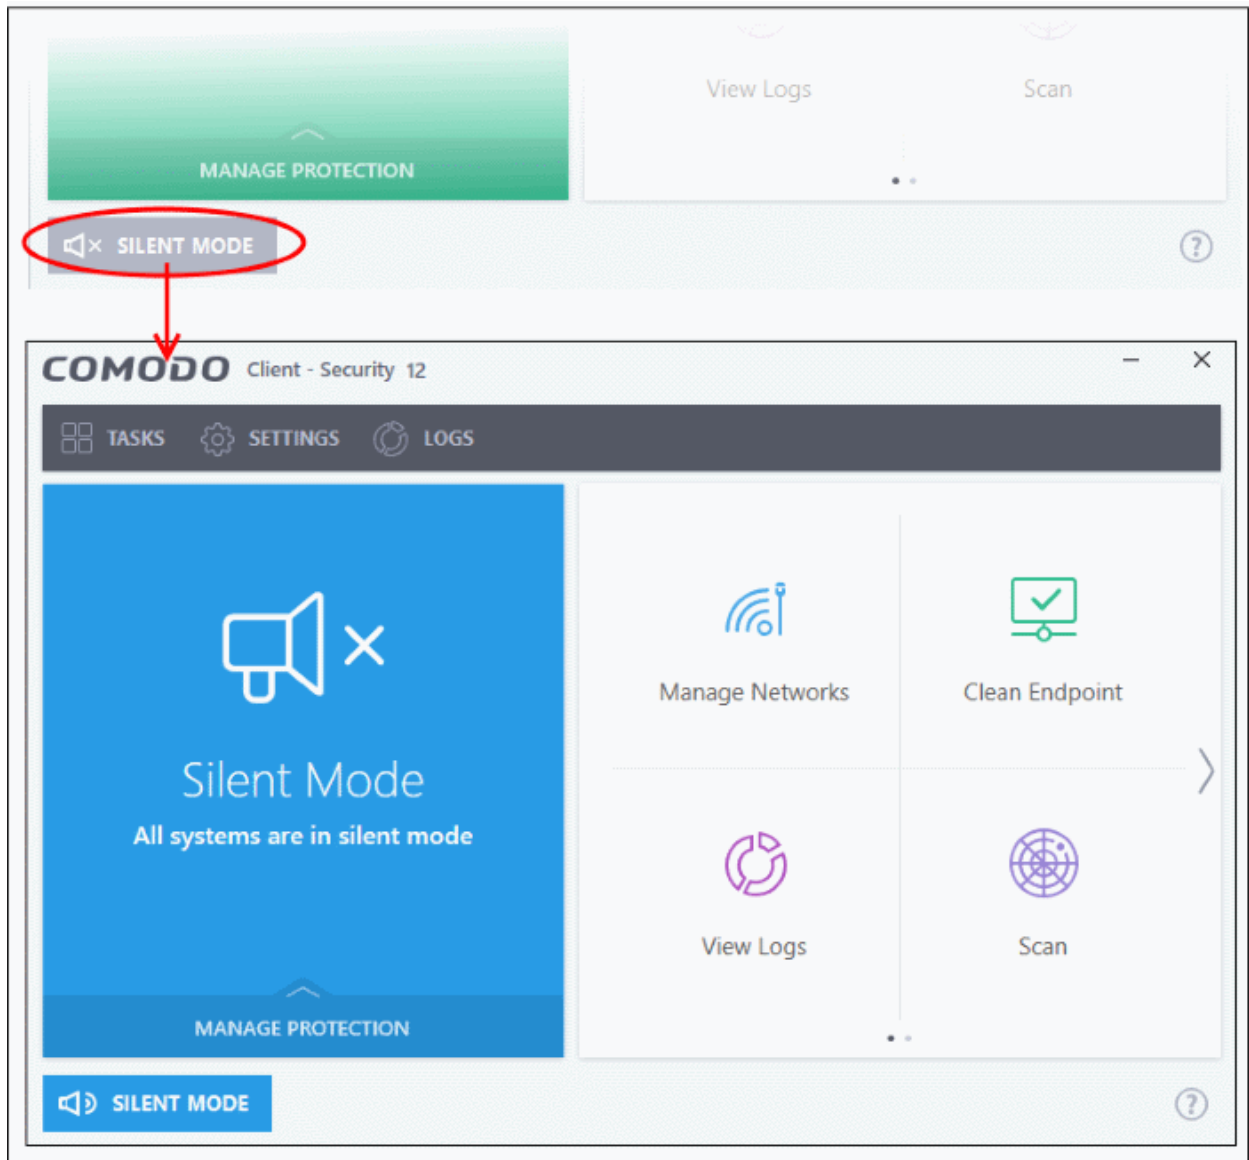 View Logs
Scan
MANAGE PROTECTION
SILENT MODE
?
COMODO Client - Security 12
TASKS SETTINGS LOGS
Manage Networks
Clean Endpoint
Silent Mode
All systems are in silent mode
View Logs
Scan
MANAGE PROTECTION
SILENT MODE
?